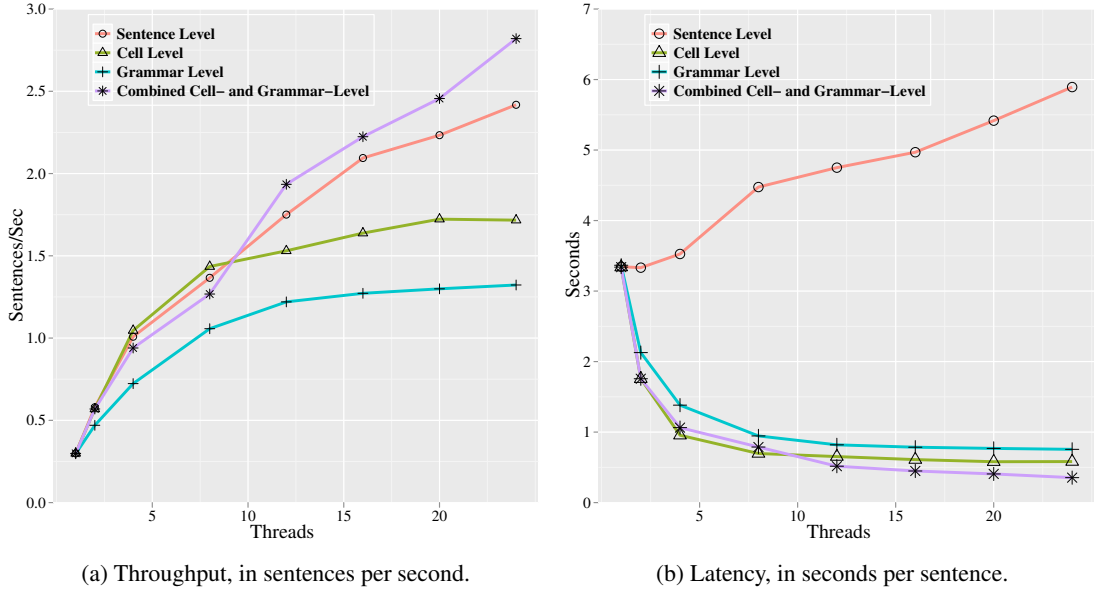 3.0
2.5
2.0
1.5
1.0
0.5
0.0
Sentences/Sec
Sentence Level
Cell Level
Grammar Level
Combined Cell- and Grammar-Level
5
10
15
20
Threads
(a) Throughput, in sentences per second.
7
6
5
4
3
2
1
0
Seconds
Sentence Level
Cell Level
Grammar Level
Combined Cell- and Grammar-Level
5
10
15
20
Threads
(b) Latency, in seconds per sentence.